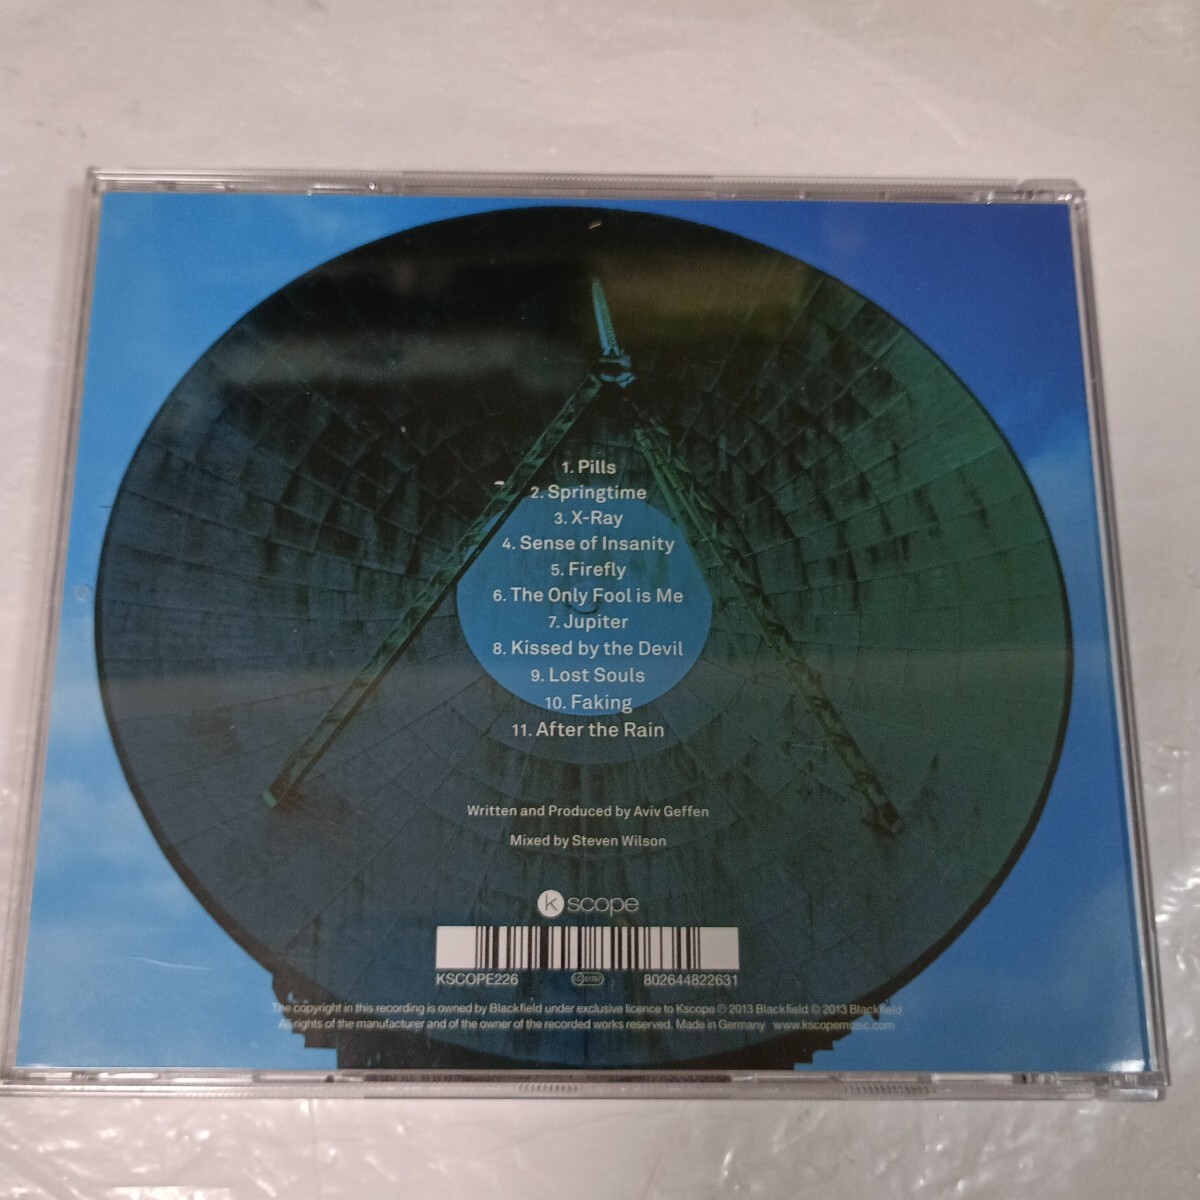 1. Pills
2. Springtime
3. X-Ray
4. Sense of Insanity
5. Firefly
6. The Only Fool is Me
7. Jupiter
8. Kissed by the Devil
9. Lost Souls
10. Faking
11. After the Rain
Written and Produced by Aviv Geffen
Mixed by Steven Wilson
k scope
KSCOPE226 802644822631
The copyright in this recording is owned by Blackfield under exclusive licence to Kscope ℗ 2013 Blackfield © 2013 Blackfield
All rights of the manufacturer and of the owner of the recorded works reserved. Made in Germany www.kscopemusic.com